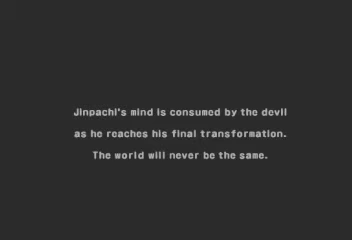 Jinpachi's mind is consumed by the devil
as he reaches his final transformation.
The world will never be the same.